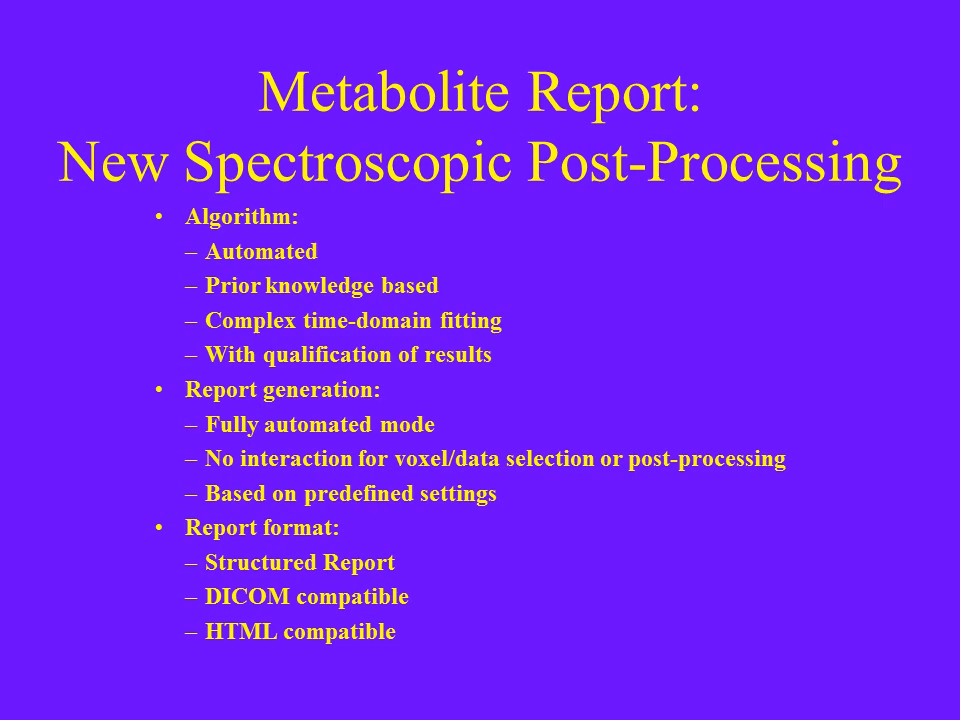 Metabolite Report:
New Spectroscopic Post-Processing
• Algorithm:
– Automated
– Prior knowledge based
– Complex time-domain fitting
– With qualification of results
• Report generation:
– Fully automated mode
– No interaction for voxel/data selection or post-processing
– Based on predefined settings
• Report format:
– Structured Report
– DICOM compatible
– HTML compatible